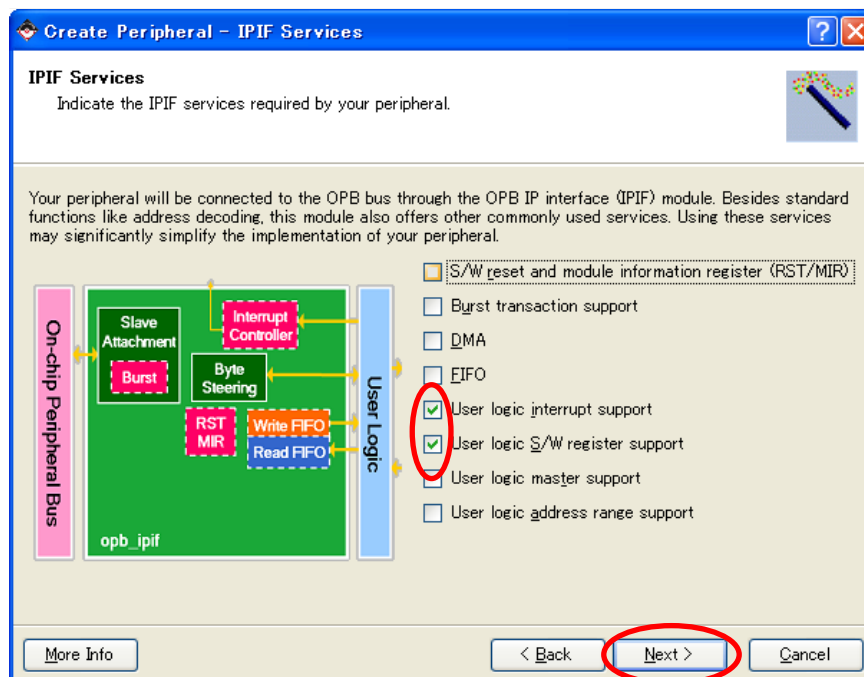 Create Peripheral - IPIF Services
IPIF Services
Indicate the IPIF services required by your peripheral.
Your peripheral will be connected to the OPB bus through the OPB IP interface (IPIF) module. Besides standard
functions like address decoding, this module also offers other commonly used services. Using these services
may significantly simplify the implementation of your peripheral.
On-chip Peripheral Bus
Slave
Attachment
Burst
Interrupt
Controller
Byte
Steering
RST
MIR
Write FIFO
Read FIFO
opb_ipif
User Logic
S/W reset and module information register (RST/MIR)
Burst transaction support
DMA
FIFO
User logic interrupt support
User logic S/W register support
User logic master support
User logic address range support
More Info
< Back
Next >
Cancel